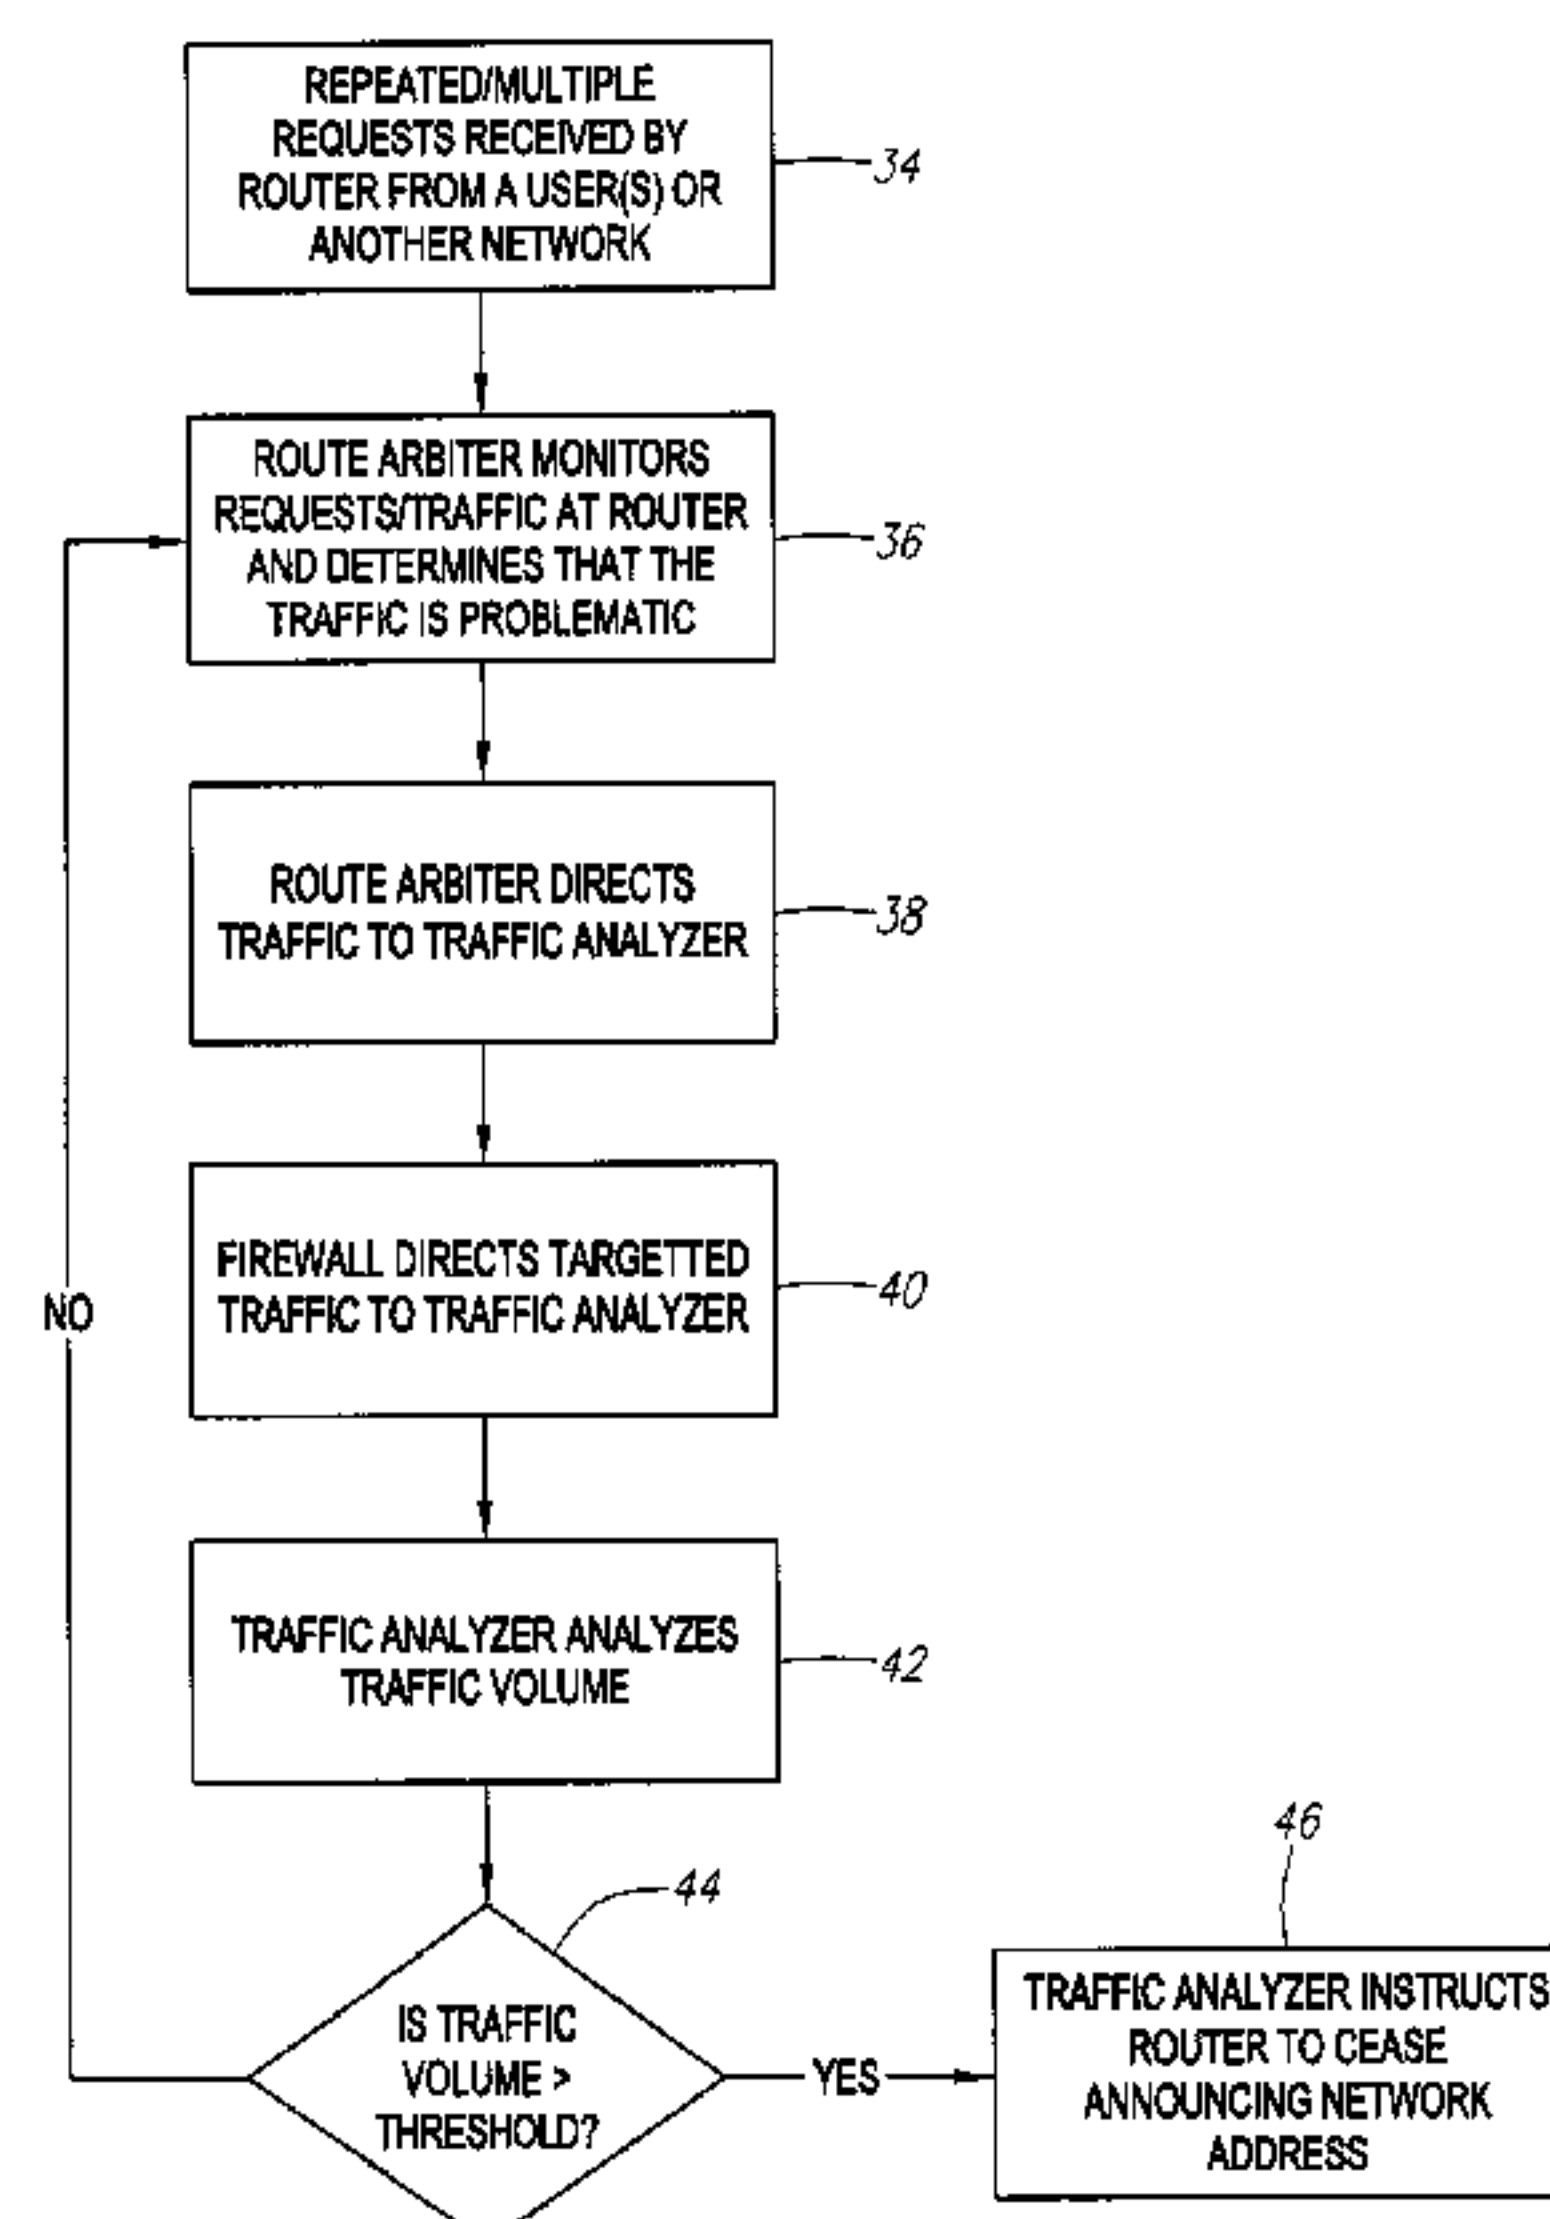 REPEATED/MULTIPLE
REQUESTS RECEIVED BY
ROUTER FROM A USER(S) OR
ANOTHER NETWORK
34
ROUTE ARBITER MONITORS
REQUESTS/TRAFFIC AT ROUTER
AND DETERMINES THAT THE
TRAFFIC IS PROBLEMATIC
36
ROUTE ARBITER DIRECTS
TRAFFIC TO TRAFFIC ANALYZER
38
FIREWALL DIRECTS TARGETTED
TRAFFIC TO TRAFFIC ANALYZER
40
NO
TRAFFIC ANALYZER ANALYZES
TRAFFIC VOLUME
42
44
IS TRAFFIC
VOLUME >
THRESHOLD?
YES
46
TRAFFIC ANALYZER INSTRUCTS
ROUTER TO CEASE
ANNOUNCING NETWORK
ADDRESS